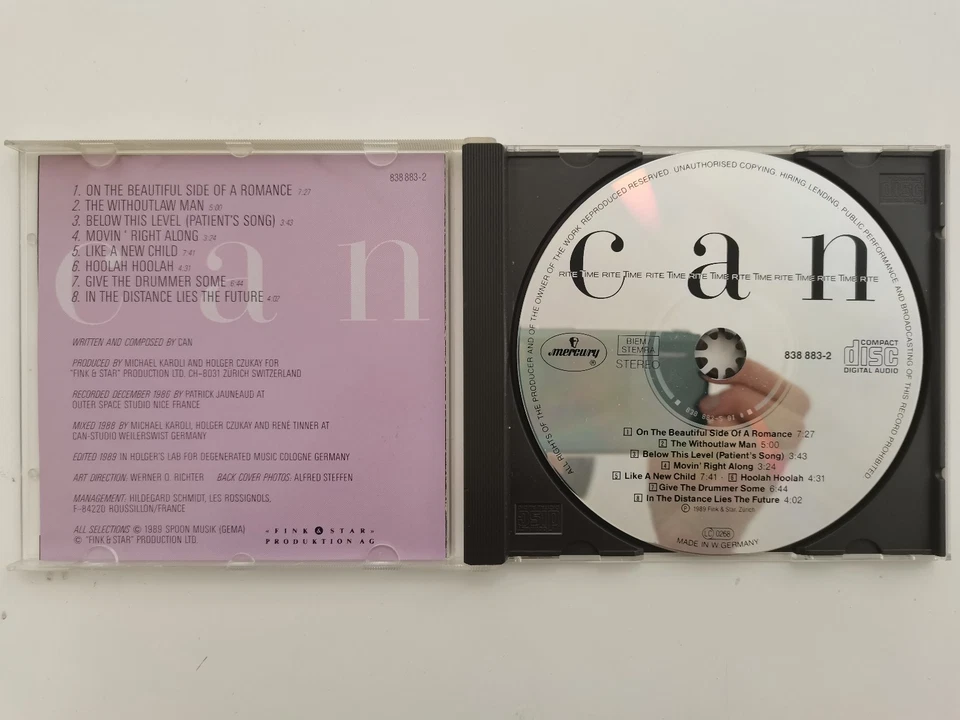 838 883-2
1. ON THE BEAUTIFUL SIDE OF A ROMANCE 7:27
2. THE WITHOUTLAW MAN 5:00
3. BELOW THIS LEVEL (PATIENT'S SONG) 3:43
4. MOVIN' RIGHT ALONG 3:24
5. LIKE A NEW CHILD 7:41
6. HOOLAH HOOLAH 4:31
7. GIVE THE DRUMMER SOME 6:44
8. IN THE DISTANCE LIES THE FUTURE 4:02
can
WRITTEN AND COMPOSED BY CAN
PRODUCED BY MICHAEL KAROLI AND HOLGER CZUKAY FOR
"FINK & STAR" PRODUCTION LTD. CH-8031 ZURICH SWITZERLAND
RECORDED DECEMBER 1986 BY PATRICK JAUNEAUD AT
OUTER SPACE STUDIO NICE FRANCE
MIXED 1988 BY MICHAEL KAROLI, HOLGER CZUKAY AND RENÉ TINNER AT
CAN-STUDIO WEILERSWIST GERMANY
EDITED 1989 IN HOLGER'S LAB FOR DEGENERATED MUSIC COLOGNE GERMANY
ART DIRECTION: WERNER D. RICHTER BACK COVER PHOTOS: ALFRED STEFFEN
MANAGEMENT: HILDEGARD SCHMIDT, LES ROSSIGNOLS,
F-84220 ROUSSILLON/FRANCE
ALL SELECTIONS © 1989 SPOON MUSIK (GEMA)
© "FINK & STAR" PRODUCTION LTD.
"FINK & STAR"
PRODUKTION AG
ALL RIGHTS OF THE PRODUCER AND OF THE OWNER OF THE WORK REPRODUCED RESERVED. UNAUTHORISED COPYING, HIRING, LENDING, PUBLIC PERFORMANCE AND BROADCASTING OF THIS RECORD PROHIBITED
can
RITE TIME RITE TIME RITE TIME RITE TIME RITE TIME RITE TIME RITE TIME RITE
mercury
BIEM
STEMRA
STEREO
838 883-2
COMPACT
disc
DIGITAL AUDIO
1 On The Beautiful Side Of A Romance 7:27
2 The Withoutlaw Man 5:00
3 Below This Level (Patient's Song) 3:43
4 Movin' Right Along 3:24
5 Like A New Child 7:41 · 6 Hoolah Hoolah 4:31
7 Give The Drummer Some 6:44
8 In The Distance Lies The Future 4:02
℗ 1989 Fink & Star, Zürich
LC 0268
MADE IN W. GERMANY